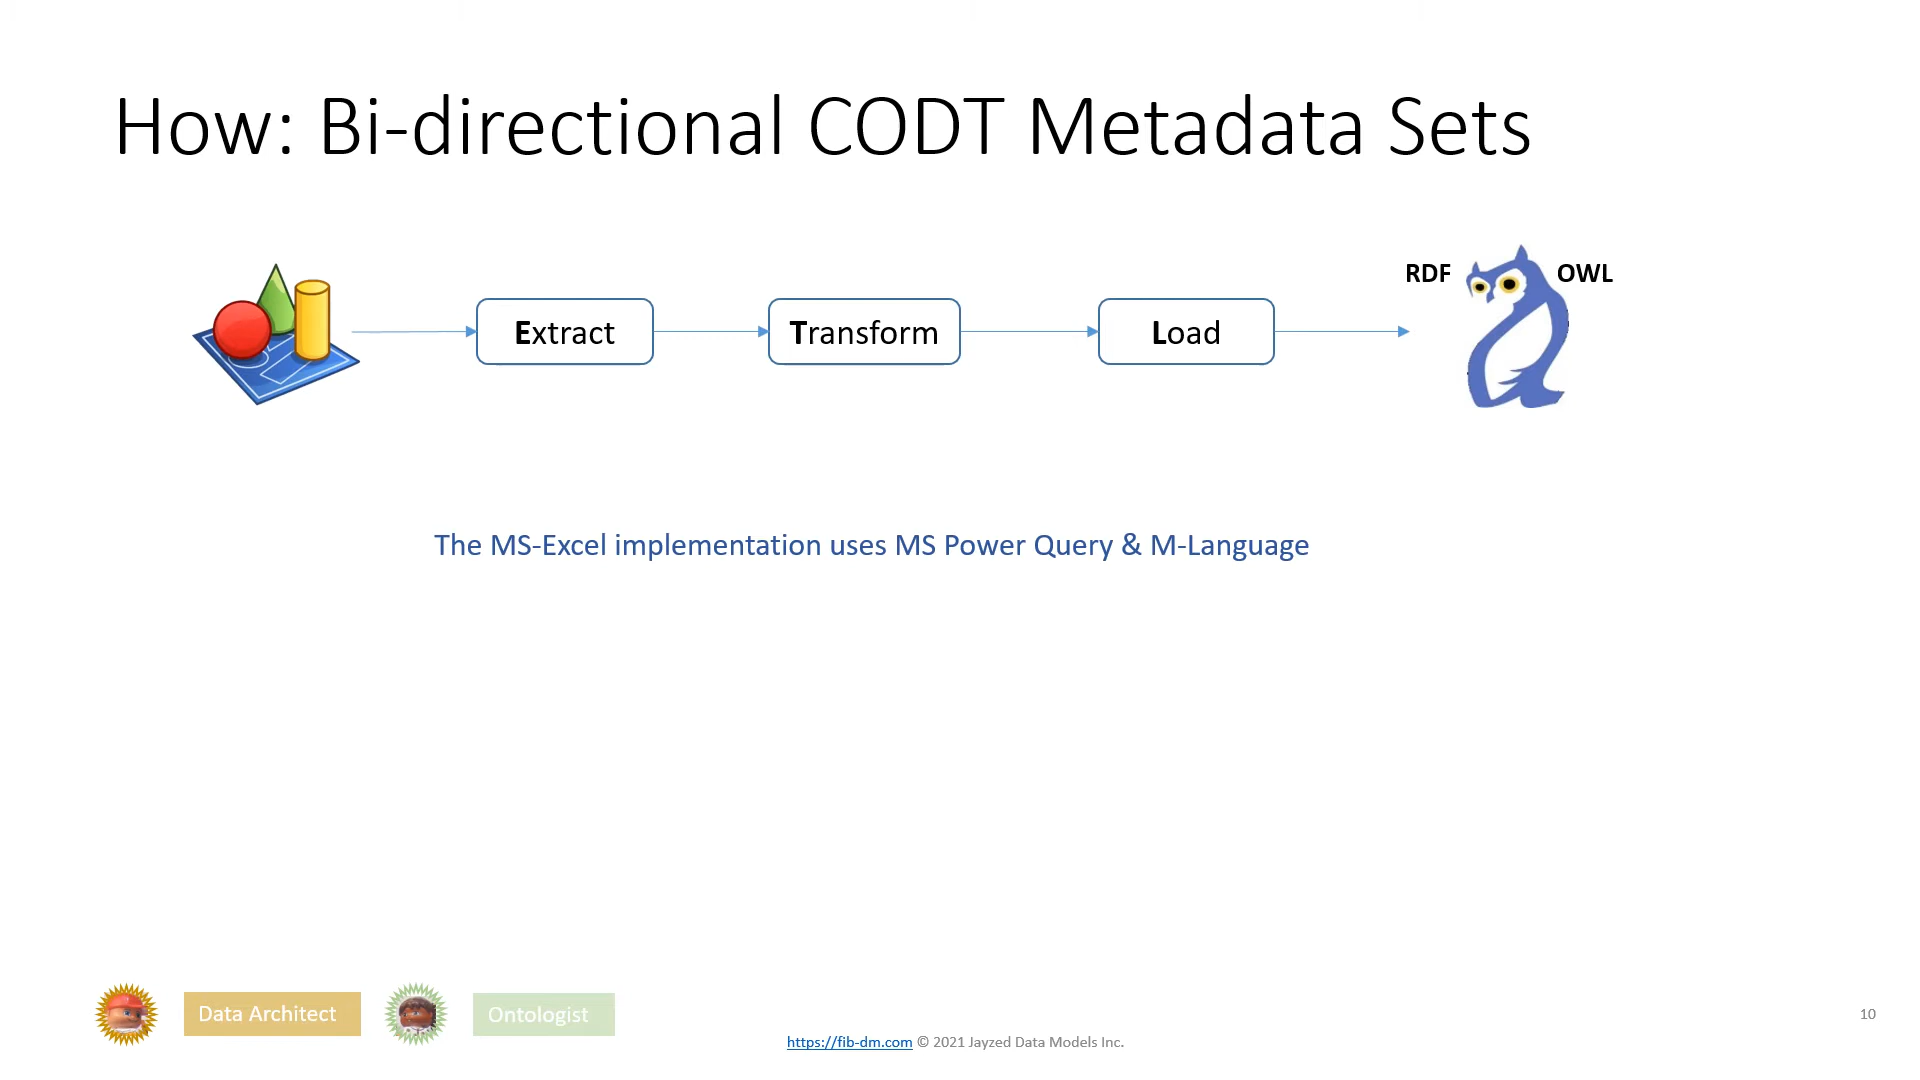 How: Bi-directional CODT Metadata Sets
RDF
OWL
Extract
Transform
Load
The MS-Excel implementation uses MS Power Query & M-Language
Data Architect
Ontologist
https://fib-dm.com © 2021 Jayzed Data Models Inc.
10